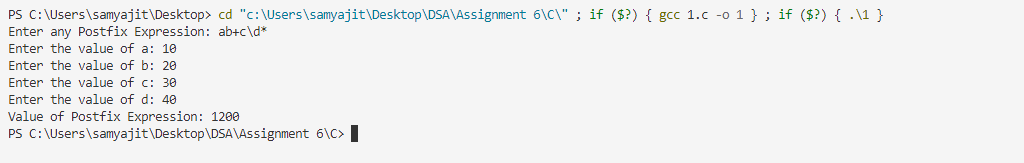 PS C:\Users\samyajit\Desktop> cd "c:\Users\samyajit\Desktop\DSA\Assignment 6\C\" ; if ($?) { gcc 1.c -o 1 } ; if ($?) { .\1 }
Enter any Postfix Expression: ab+c\d*
Enter the value of a: 10
Enter the value of b: 20
Enter the value of c: 30
Enter the value of d: 40
Value of Postfix Expression: 1200
PS C:\Users\samyajit\Desktop\DSA\Assignment 6\C>